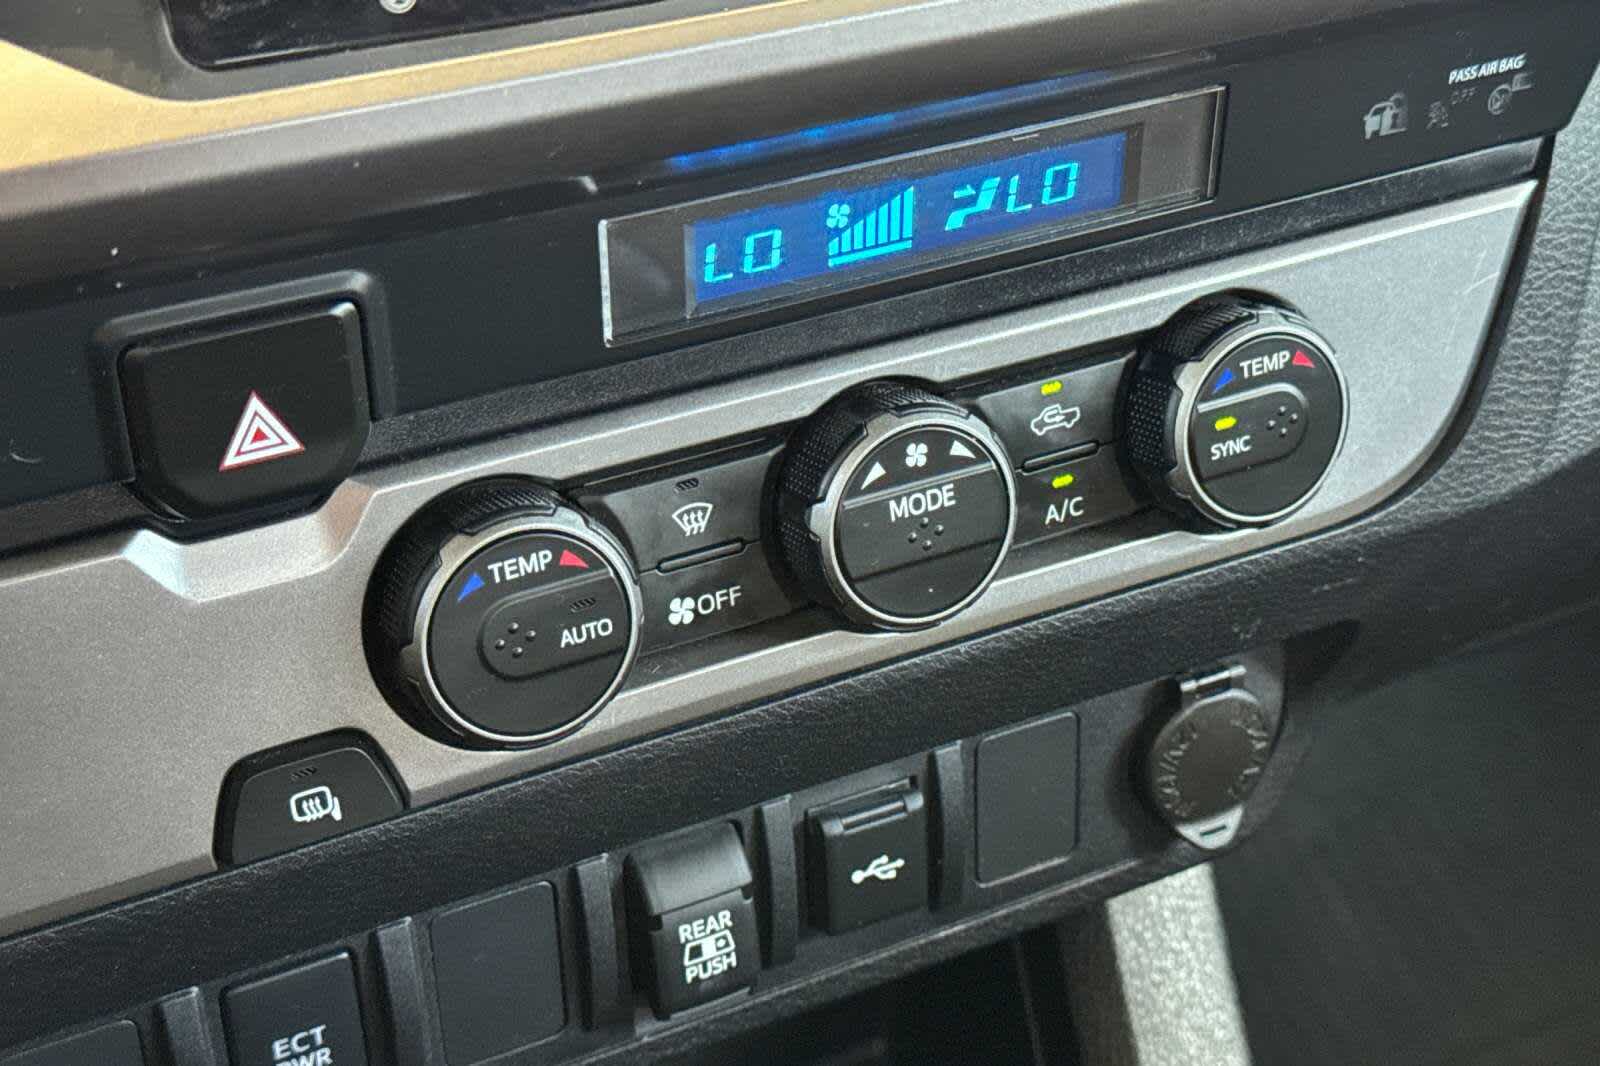 PASS AIR BAG
OFF
LO
LO
TEMP
SYNC
MODE
A/C
TEMP
AUTO
OFF
REAR
PUSH
ECT
PWR